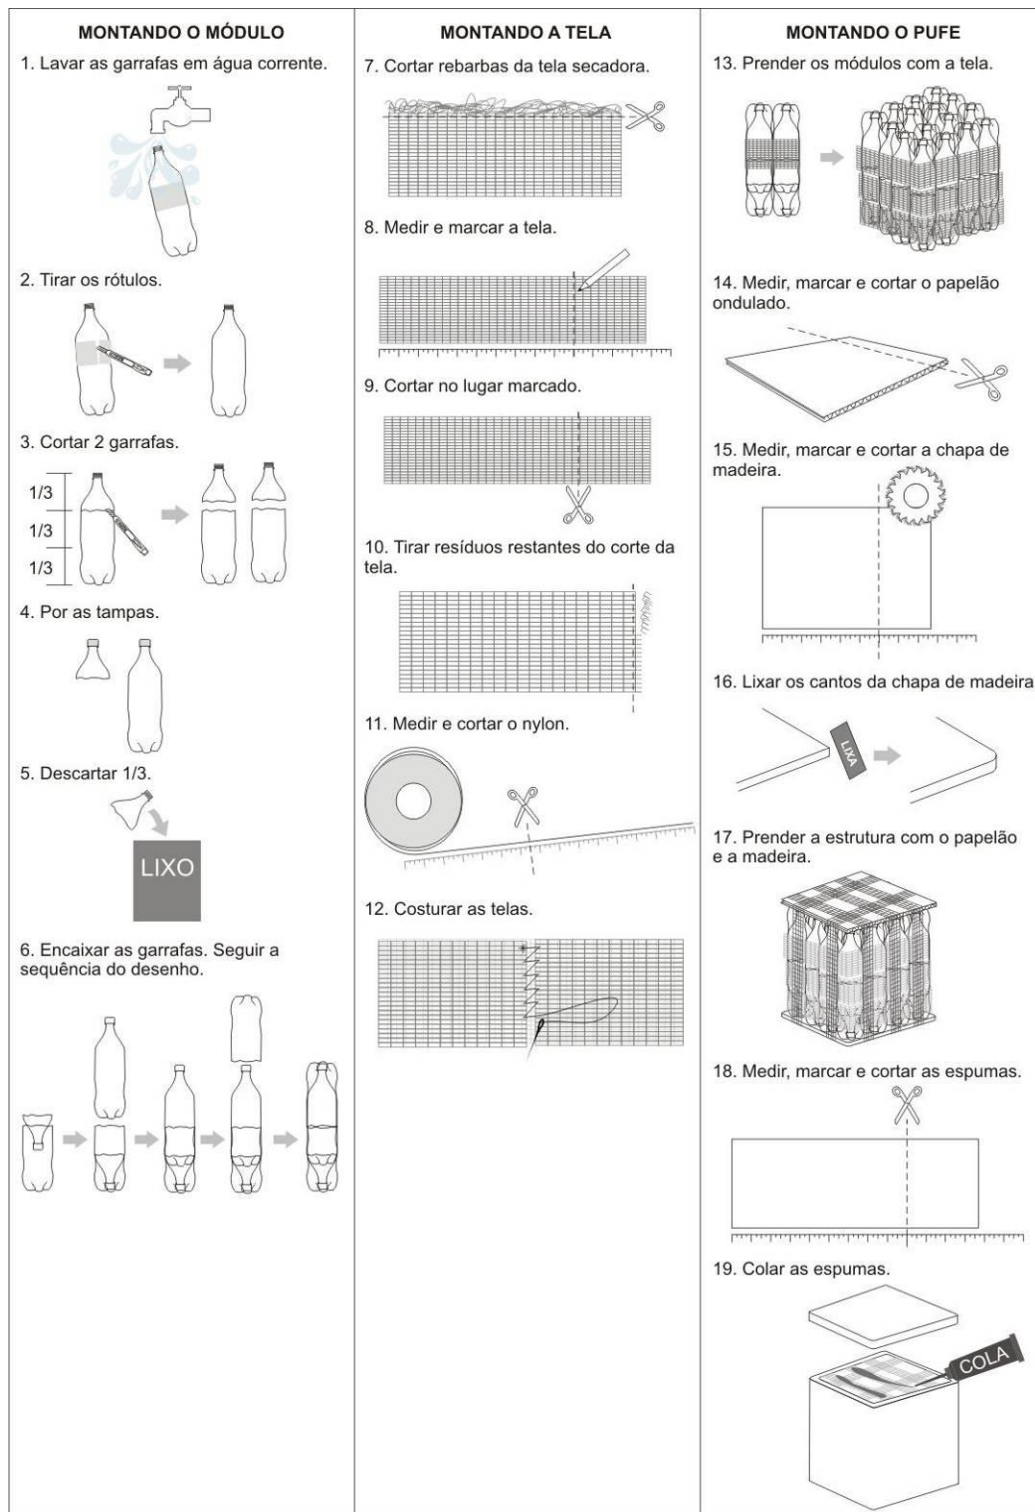 MONTANDO O MÓDULO
1. Lavar as garrafas em água corrente.
2. Tirar os rótulos.
3. Cortar 2 garrafas.
1/3
1/3
1/3
4. Por as tampas.
5. Descartar 1/3.
LIXO
6. Encaixar as garrafas. Seguir a
sequência do desenho.
MONTANDO A TELA
7. Cortar rebarbas da tela secadora.
8. Medir e marcar a tela.
9. Cortar no lugar marcado.
10. Tirar resíduos restantes do corte da
tela.
11. Medir e cortar o nylon.
12. Costurar as telas.
MONTANDO O PUFE
13. Prender os módulos com a tela.
14. Medir, marcar e cortar o papelão
ondulado.
15. Medir, marcar e cortar a chapa de
madeira.
16. Lixar os cantos da chapa de madeira
LIXA
17. Prender a estrutura com o papelão
e a madeira.
18. Medir, marcar e cortar as espumas.
19. Colar as espumas.
COLA